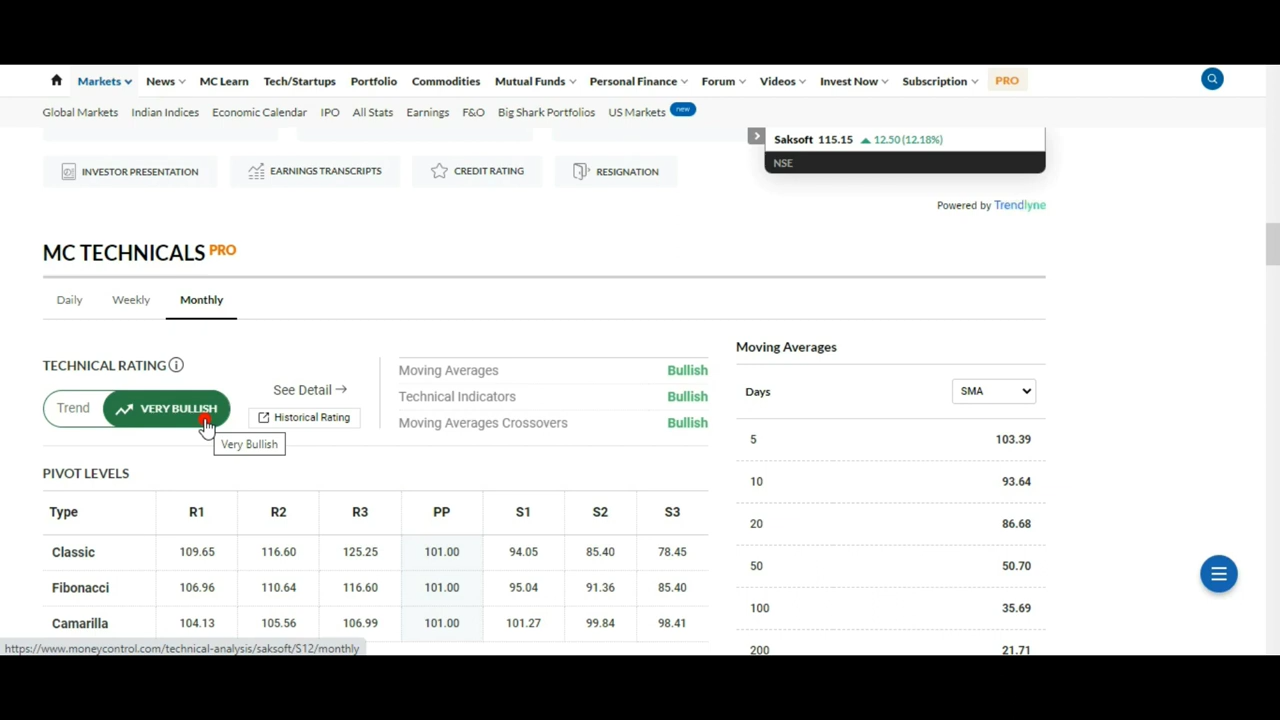 Markets News MC Learn Tech/Startups Portfolio Commodities Mutual Funds Personal Finance Forum Videos Invest Now Subscription PRO
Global Markets Indian Indices Economic Calendar IPO All Stats Earnings F&O Big Shark Portfolios US Markets new
Saksoft 115.15 12.50 (12.18%)
NSE
INVESTOR PRESENTATION EARNINGS TRANSCRIPTS CREDIT RATING RESIGNATION
Powered by Trendlyne
MC TECHNICALS PRO
Daily Weekly Monthly
TECHNICAL RATING
Trend VERY BULLISH
See Detail →
Historical Rating
Very Bullish
Moving Averages Bullish
Technical Indicators Bullish
Moving Averages Crossovers Bullish
PIVOT LEVELS
Type R1 R2 R3 PP S1 S2 S3
Classic 109.65 116.60 125.25 101.00 94.05 85.40 78.45
Fibonacci 106.96 110.64 116.60 101.00 95.04 91.36 85.40
Camarilla 104.13 105.56 106.99 101.00 101.27 99.84 98.41
Moving Averages
Days SMA
5 103.39
10 93.64
20 86.68
50 50.70
100 35.69
200 21.71
https://www.moneycontrol.com/technical-analysis/saksoft/S12/monthly